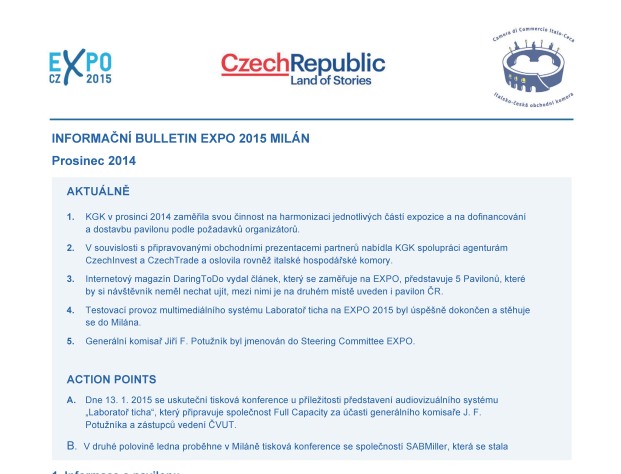 EXPO
CZ 2015
CzechRepublic
Land of Stories
Camera di Commercio Italo-Ceca
Italsko-česká obchodní komora
INFORMAČNÍ BULLETIN EXPO 2015 MILÁN
Prosinec 2014
AKTUÁLNĚ
1. KGK v prosinci 2014 zaměřila svou činnost na harmonizaci jednotlivých částí expozice a na dofinancování
a dostavbu pavilonu podle požadavků organizátorů.
2. V souvislosti s připravovanými obchodními prezentacemi partnerů nabídla KGK spolupráci agenturám
CzechInvest a CzechTrade a oslovila rovněž italské hospodářské komory.
3. Internetový magazín DaringToDo vydal článek, který se zaměřuje na EXPO, představuje 5 Pavilonů, které
by si návštěvník neměl nechat ujít, mezi nimi je na druhém místě uveden i pavilon ČR.
4. Testovací provoz multimediálního systému Laboratoř ticha na EXPO 2015 byl úspěšně dokončen a stěhuje
se do Milána.
5. Generální komisař Jiří F. Potužník byl jmenován do Steering Committee EXPO.
ACTION POINTS
A. Dne 13. 1. 2015 se uskuteční tisková konference u příležitosti představení audiovizuálního systému
„Laboratoř ticha“, který připravuje společnost Full Capacity za účasti generálního komisaře J. F.
Potužníka a zástupců vedení ČVUT.
B. V druhé polovině ledna proběhne v Miláně tisková konference se společností SABMiller, která se stala